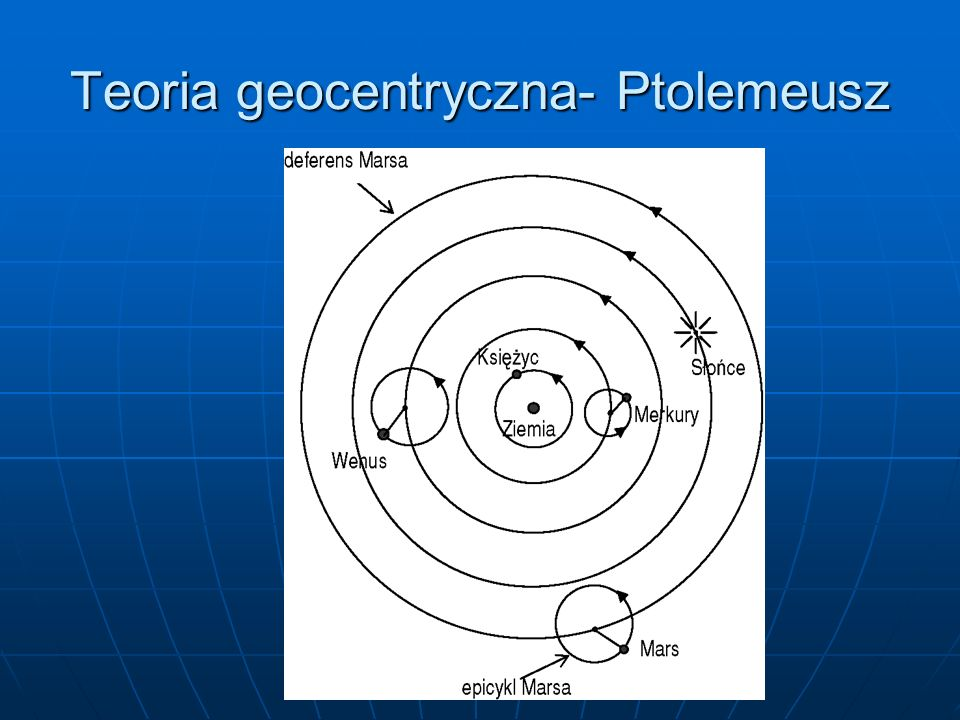 Teoria geocentryczna- Ptolemeusz
deferens Marsa
Księżyc
Słońce
Ziemia
Merkury
Wenus
Mars
epicykl Marsa